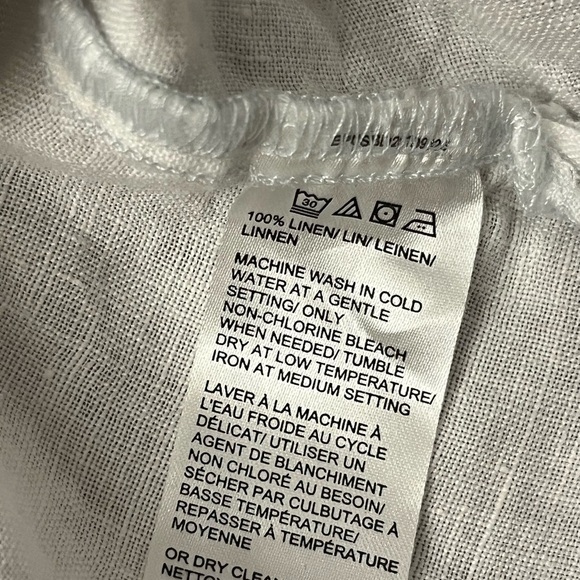 30
100% LINEN/ LIN/ LEINEN/
LINNEN
MACHINE WASH IN COLD
WATER AT A GENTLE
SETTING/ ONLY
NON-CHLORINE BLEACH
WHEN NEEDED/ TUMBLE
DRY AT LOW TEMPERATURE/
IRON AT MEDIUM SETTING
LAVER À LA MACHINE À
L'EAU FROIDE AU CYCLE
DÉLICAT/ UTILISER UN
AGENT DE BLANCHIMENT
NON CHLORÉ AU BESOIN/
SÉCHER PAR CULBUTAGE À
BASSE TEMPÉRATURE/
REPASSER À TEMPÉRATURE
MOYENNE
OR DRY CLEAN